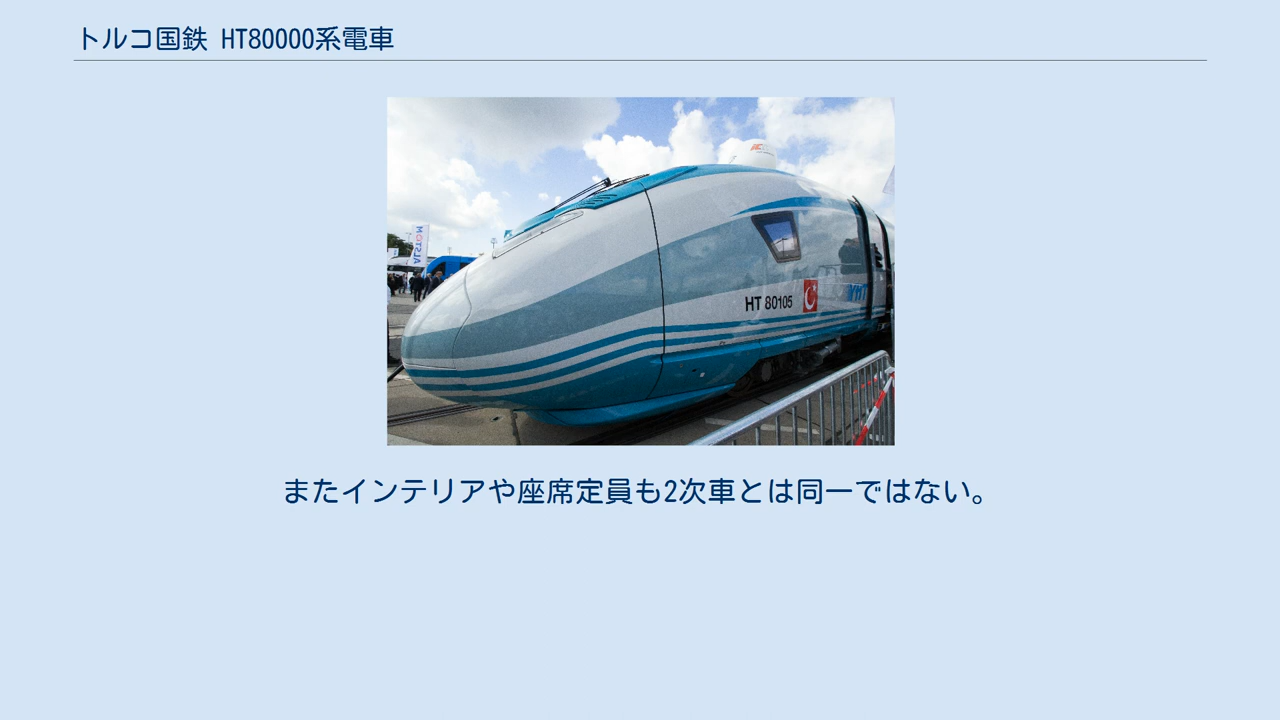 トルコ国鉄 HT80000系電車
ALSTOM
HT 80105
YHT
またインテリアや座席定員も2次車とは同一ではない。